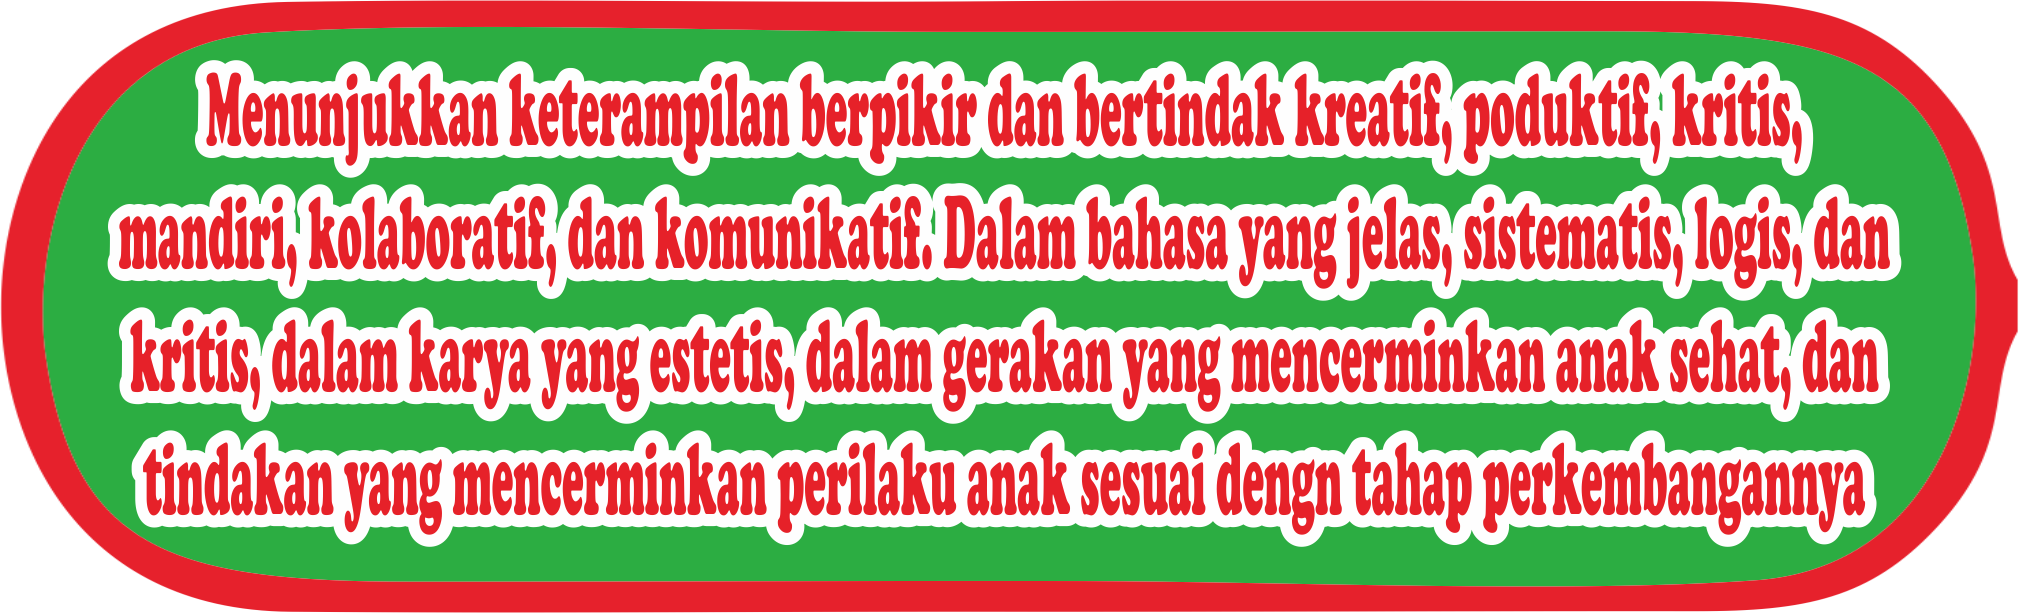 Menunjukkan keterampilan berpikir dan bertindak kreatif, poduktif, kritis,
mandiri, kolaboratif, dan komunikatif. Dalam bahasa yang jelas, sistematis, logis, dan
kritis, dalam karya yang estetis, dalam gerakan yang mencerminkan anak sehat, dan
tindakan yang mencerminkan perilaku anak sesuai dengn tahap perkembangannya